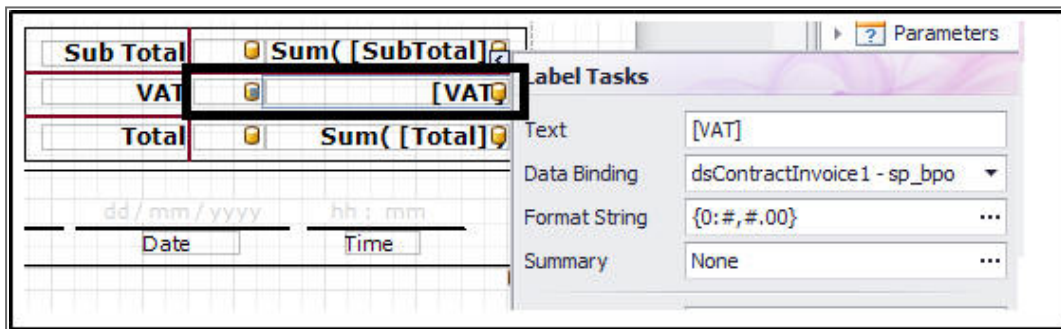 Parameters
Sub Total Sum( [SubTotal]
VAT [VAT]
Total Sum( [Total]
dd / mm / yyyy hh : mm
Date Time
Label Tasks
Text [VAT]
Data Binding dsContractInvoice1 - sp_bpo
Format String {0:#,#.00} ...
Summary None ...